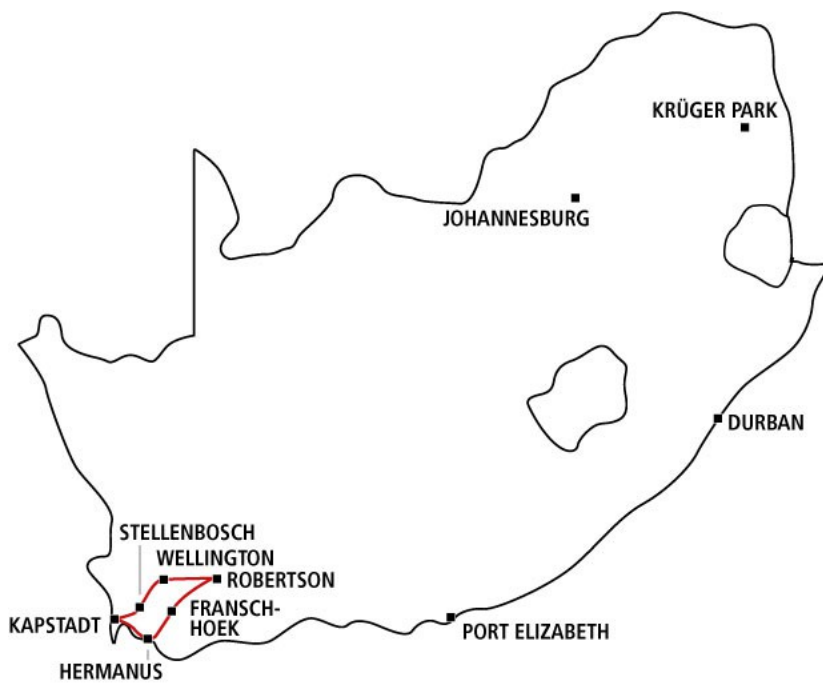 KRÜGER PARK
JOHANNESBURG
DURBAN
STELLENBOSCH
WELLINGTON
ROBERTSON
FRANSCH-
HOEK
KAPSTADT
PORT ELIZABETH
HERMANUS